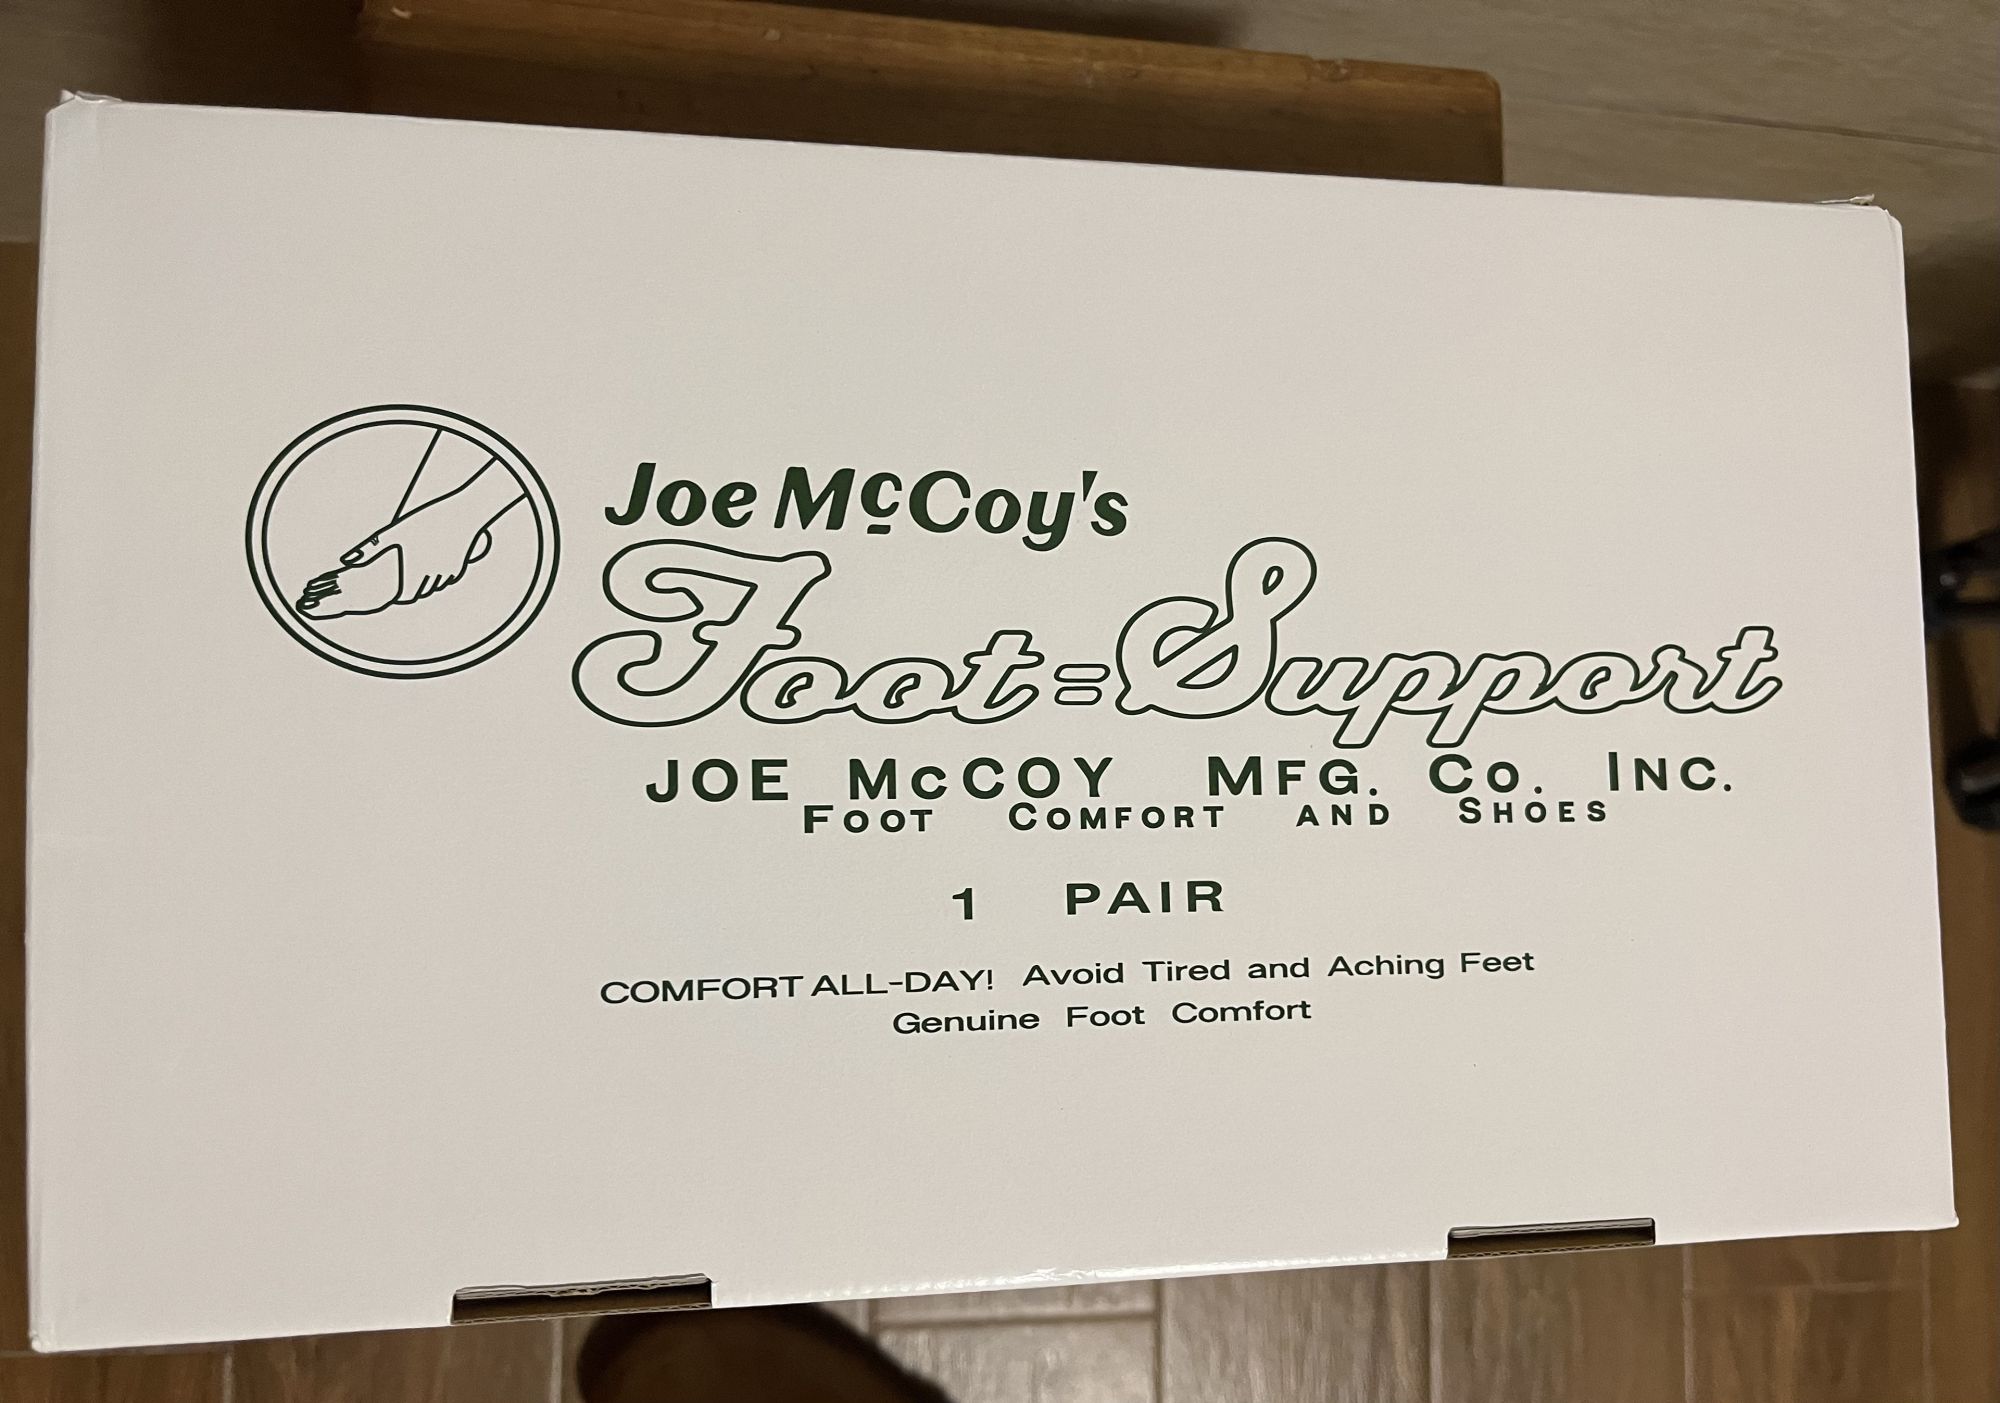 Joe McCoy's
Foot=Support
JOE McCOY MFG. Co. INC.
FOOT COMFORT AND SHOES
1 PAIR
COMFORT ALL-DAY! Avoid Tired and Aching Feet
Genuine Foot Comfort